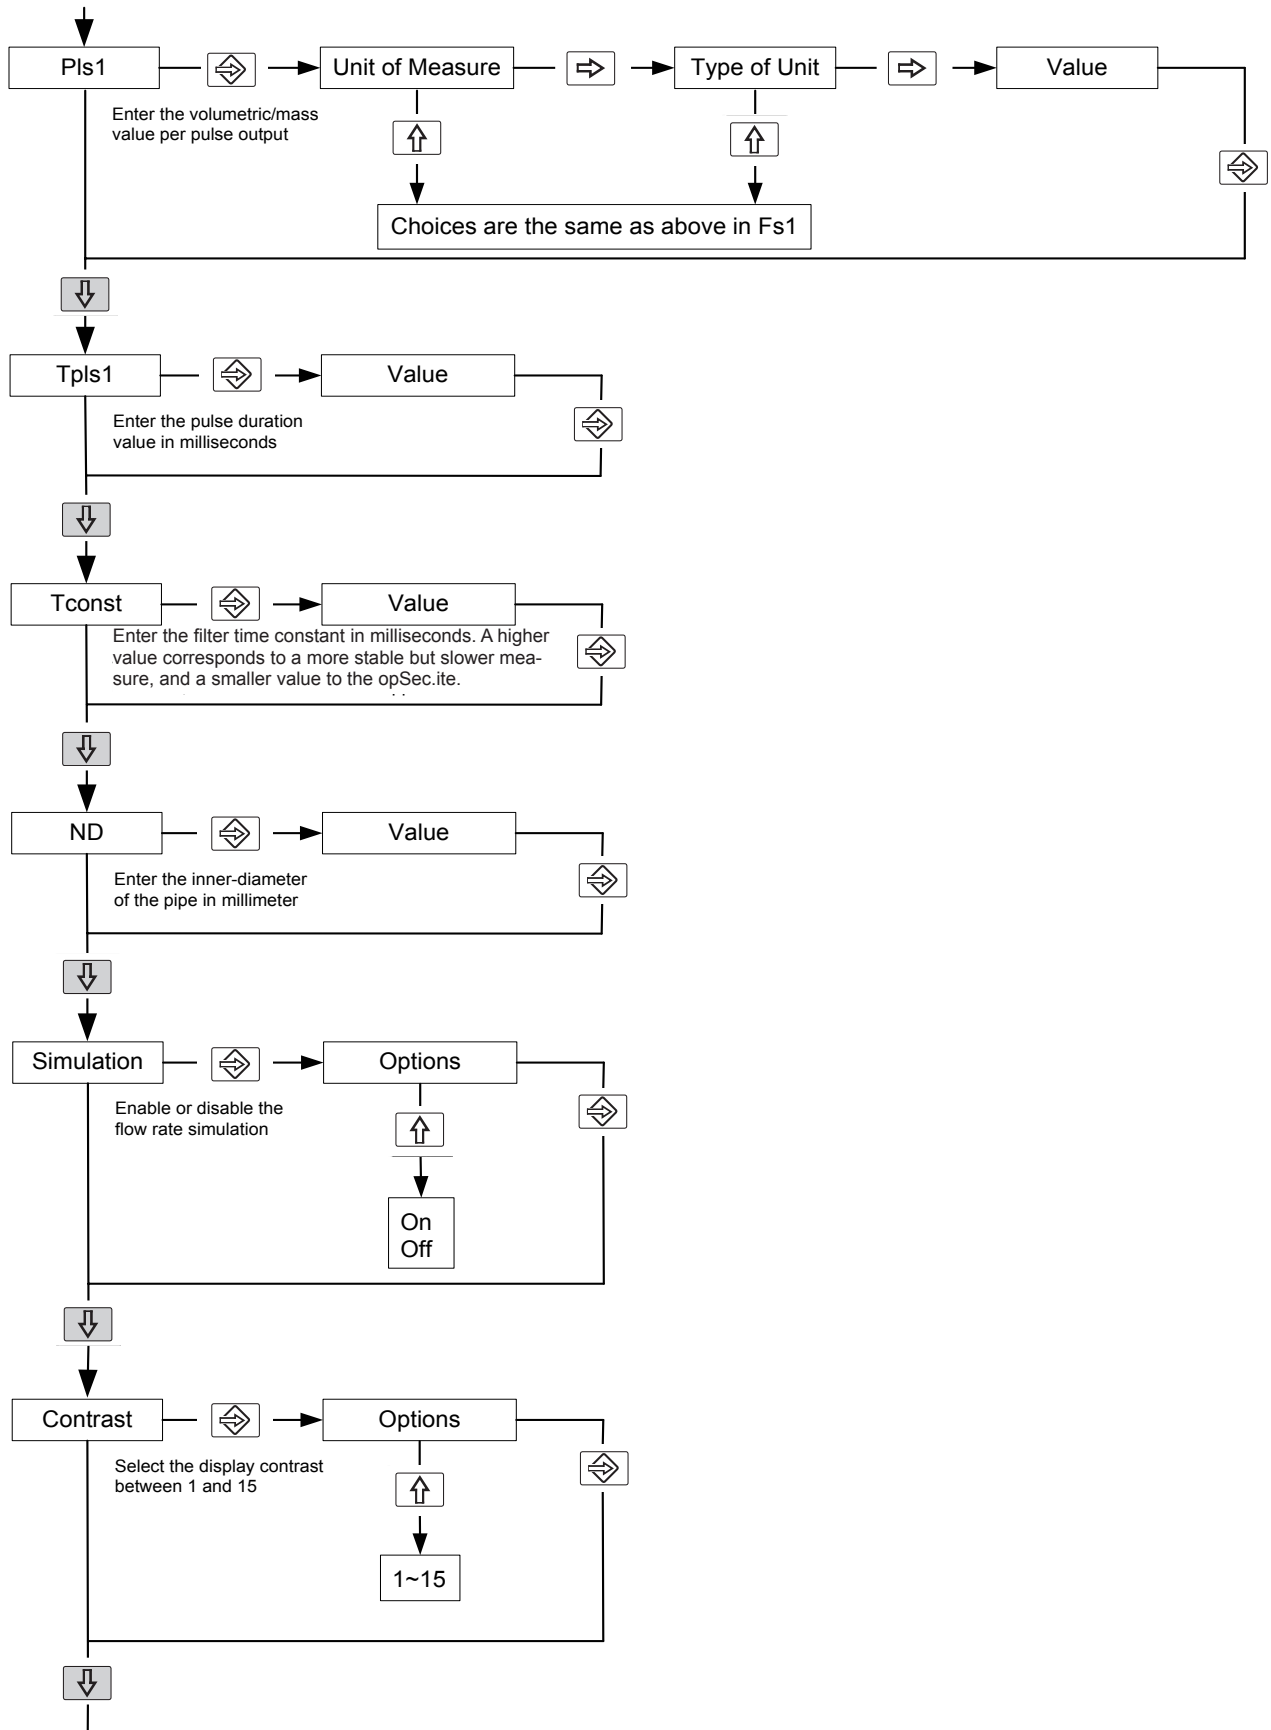 Pls1
Unit of Measure
Type of Unit
Value
Enter the volumetric/mass
value per pulse output
Choices are the same as above in Fs1
Tpls1
Value
Enter the pulse duration
value in milliseconds
Tconst
Value
Enter the filter time constant in milliseconds. A higher
value corresponds to a more stable but slower mea-
sure, and a smaller value to the opSec.ite.
ND
Value
Enter the inner-diameter
of the pipe in millimeter
Simulation
Options
Enable or disable the
flow rate simulation
On
Off
Contrast
Options
Select the display contrast
between 1 and 15
1~15